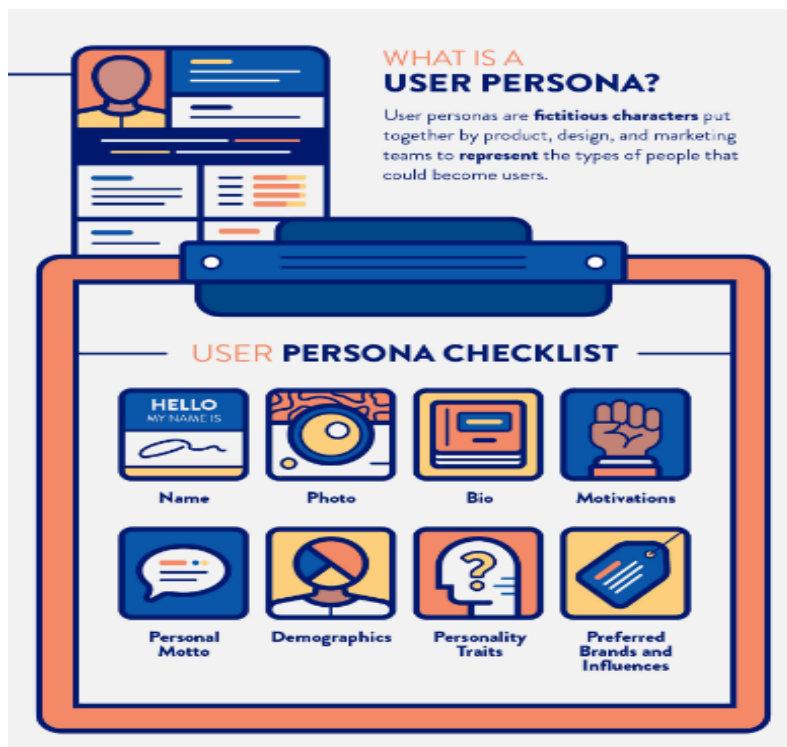 WHAT IS A
USER PERSONA?
User personas are fictitious characters put
together by product, design, and marketing
teams to represent the types of people that
could become users.
USER PERSONA CHECKLIST
HELLO
MY NAME IS
Name
Photo
Bio
Motivations
Personal
Motto
Demographics
Personality
Traits
Preferred
Brands and
Influences